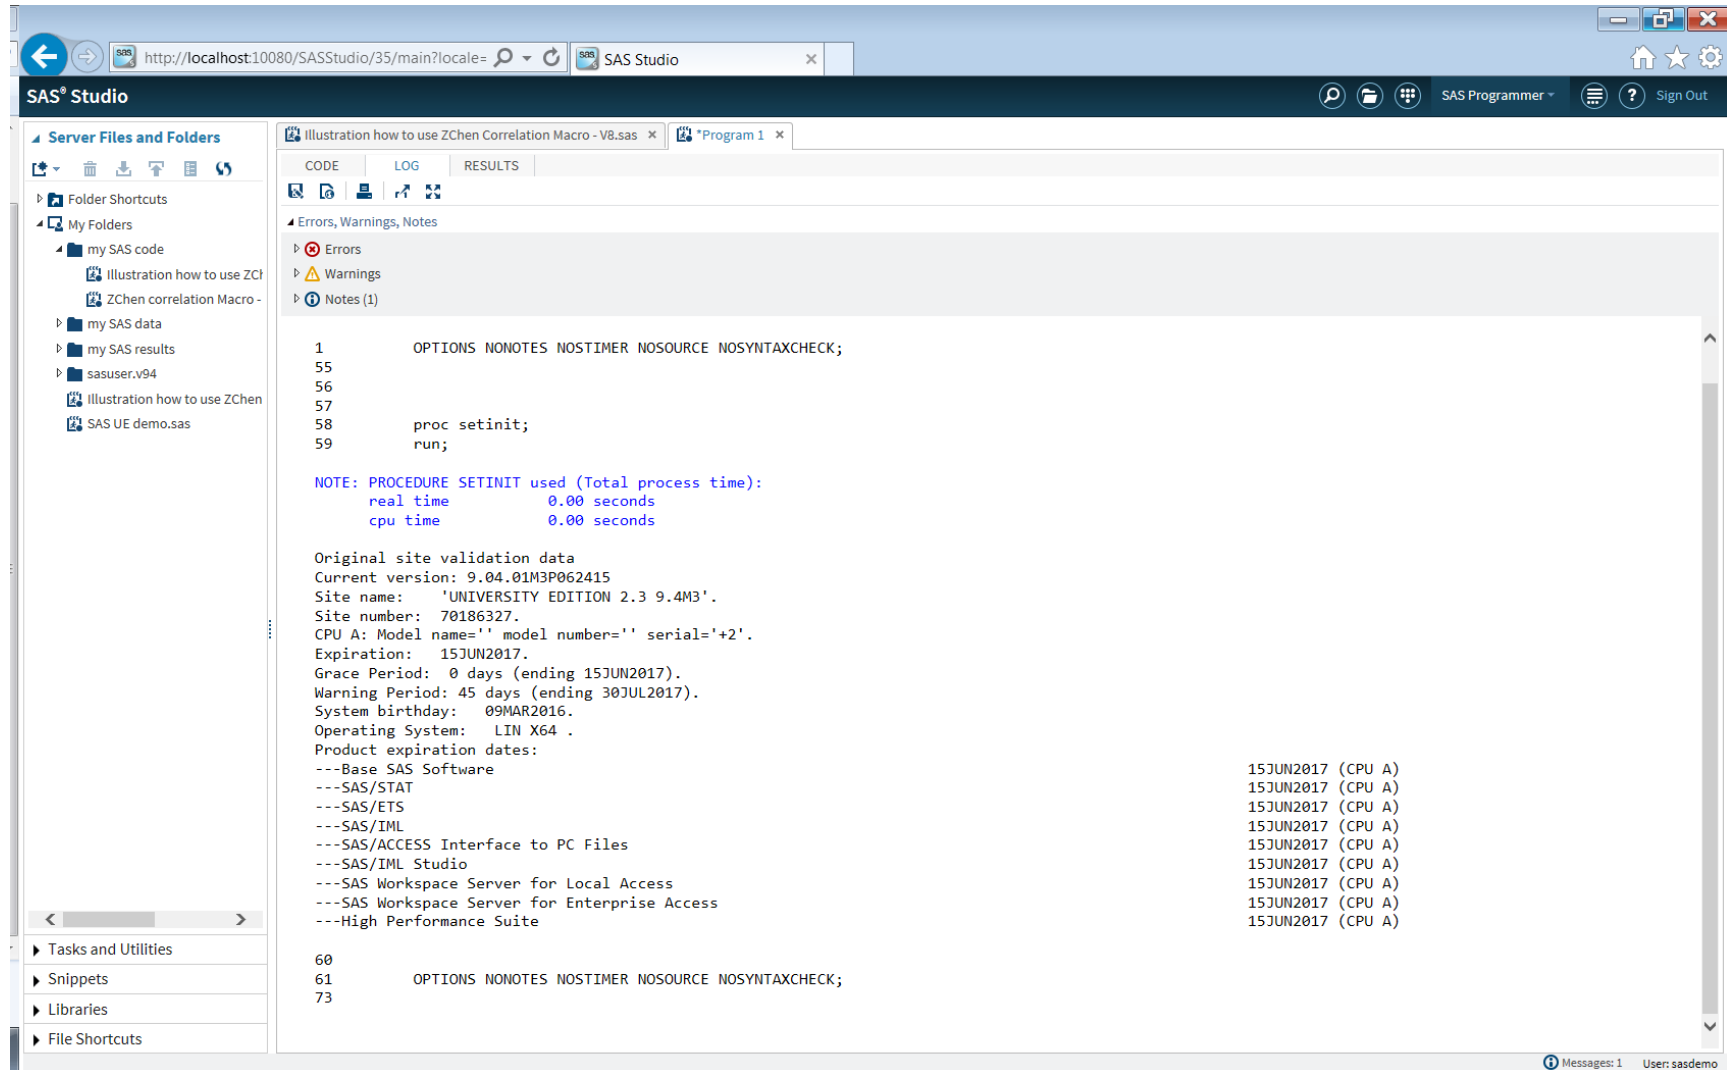 http://localhost:10080/SASStudio/35/main?locale=
SAS Studio
SAS® Studio
SAS Programmer
Sign Out
Server Files and Folders
Folder Shortcuts
My Folders
my SAS code
Illustration how to use ZCh
ZChen correlation Macro -
my SAS data
my SAS results
sasuser.v94
Illustration how to use ZChen
SAS UE demo.sas
Tasks and Utilities
Snippets
Libraries
File Shortcuts
Illustration how to use ZChen Correlation Macro - V8.sas
*Program 1
CODE LOG RESULTS
Errors, Warnings, Notes
Errors
Warnings
Notes (1)
1 OPTIONS NONOTES NOSTIMER NOSOURCE NOSYNTAXCHECK;
55
56
57
58 proc setinit;
59 run;
NOTE: PROCEDURE SETINIT used (Total process time):
real time 0.00 seconds
cpu time 0.00 seconds
Original site validation data
Current version: 9.04.01M3P062415
Site name: 'UNIVERSITY EDITION 2.3 9.4M3'.
Site number: 70186327.
CPU A: Model name='' model number='' serial='+2'.
Expiration: 15JUN2017.
Grace Period: 0 days (ending 15JUN2017).
Warning Period: 45 days (ending 30JUL2017).
System birthday: 09MAR2016.
Operating System: LIN X64 .
Product expiration dates:
---Base SAS Software 15JUN2017 (CPU A)
---SAS/STAT 15JUN2017 (CPU A)
---SAS/ETS 15JUN2017 (CPU A)
---SAS/IML 15JUN2017 (CPU A)
---SAS/ACCESS Interface to PC Files 15JUN2017 (CPU A)
---SAS/IML Studio 15JUN2017 (CPU A)
---SAS Workspace Server for Local Access 15JUN2017 (CPU A)
---SAS Workspace Server for Enterprise Access 15JUN2017 (CPU A)
---High Performance Suite 15JUN2017 (CPU A)
60
61 OPTIONS NONOTES NOSTIMER NOSOURCE NOSYNTAXCHECK;
73
Messages: 1 User: sasdemo